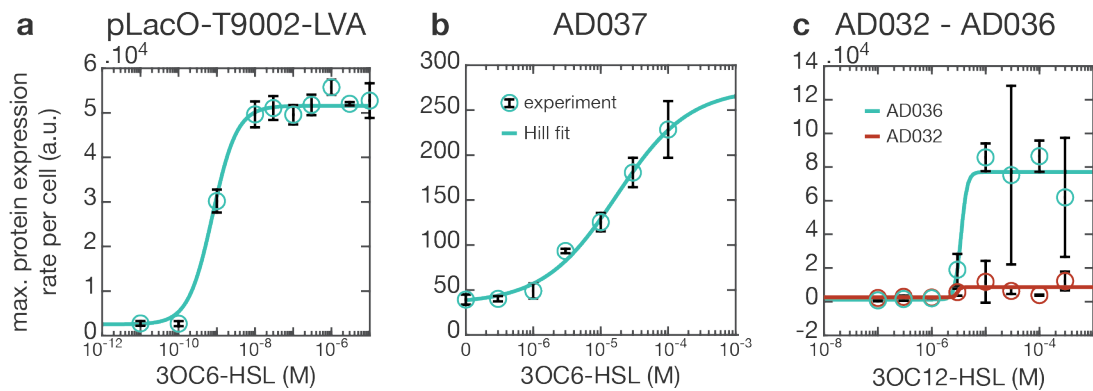 a pLacO-T9002-LVA
b AD037
c AD032 - AD036
max. protein expression
rate per cell (a.u.)
6 .10⁴
5
4
3
2
1
0
10⁻¹² 10⁻¹⁰ 10⁻⁸ 10⁻⁶
3OC6-HSL (M)
300
250
200
150
100
50
0
experiment
Hill fit
0 10⁻⁶ 10⁻⁵ 10⁻⁴ 10⁻³
3OC6-HSL (M)
14 .10⁴
12
10
8
6
4
2
0
-2
AD036
AD032
10⁻⁸ 10⁻⁶ 10⁻⁴
3OC12-HSL (M)